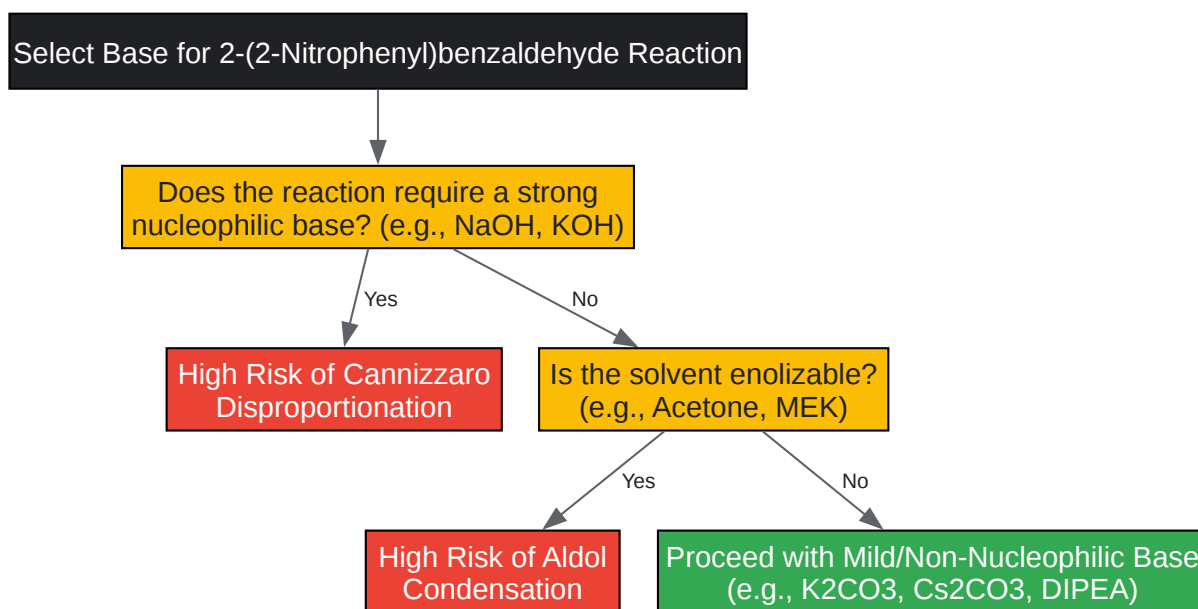 Select Base for 2-(2-Nitrophenyl)benzaldehyde Reaction
Does the reaction require a strong
nucleophilic base? (e.g., NaOH, KOH)
Yes
No
High Risk of Cannizzaro
Disproportionation
Is the solvent enolizable?
(e.g., Acetone, MEK)
Yes
No
High Risk of Aldol
Condensation
Proceed with Mild/Non-Nucleophilic Base
(e.g., K2CO3, Cs2CO3, DIPEA)